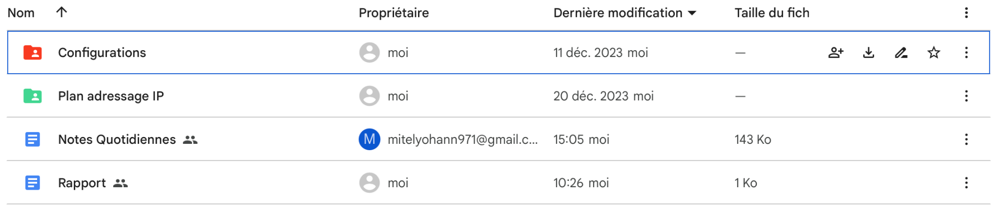 Nom Propriétaire Dernière modification Taille du fich
Configurations moi 11 déc. 2023 moi —
Plan adressage IP moi 20 déc. 2023 moi —
Notes Quotidiennes M mitelyohann971@gmail.c... 15:05 moi 143 Ko
Rapport moi 10:26 moi 1 Ko